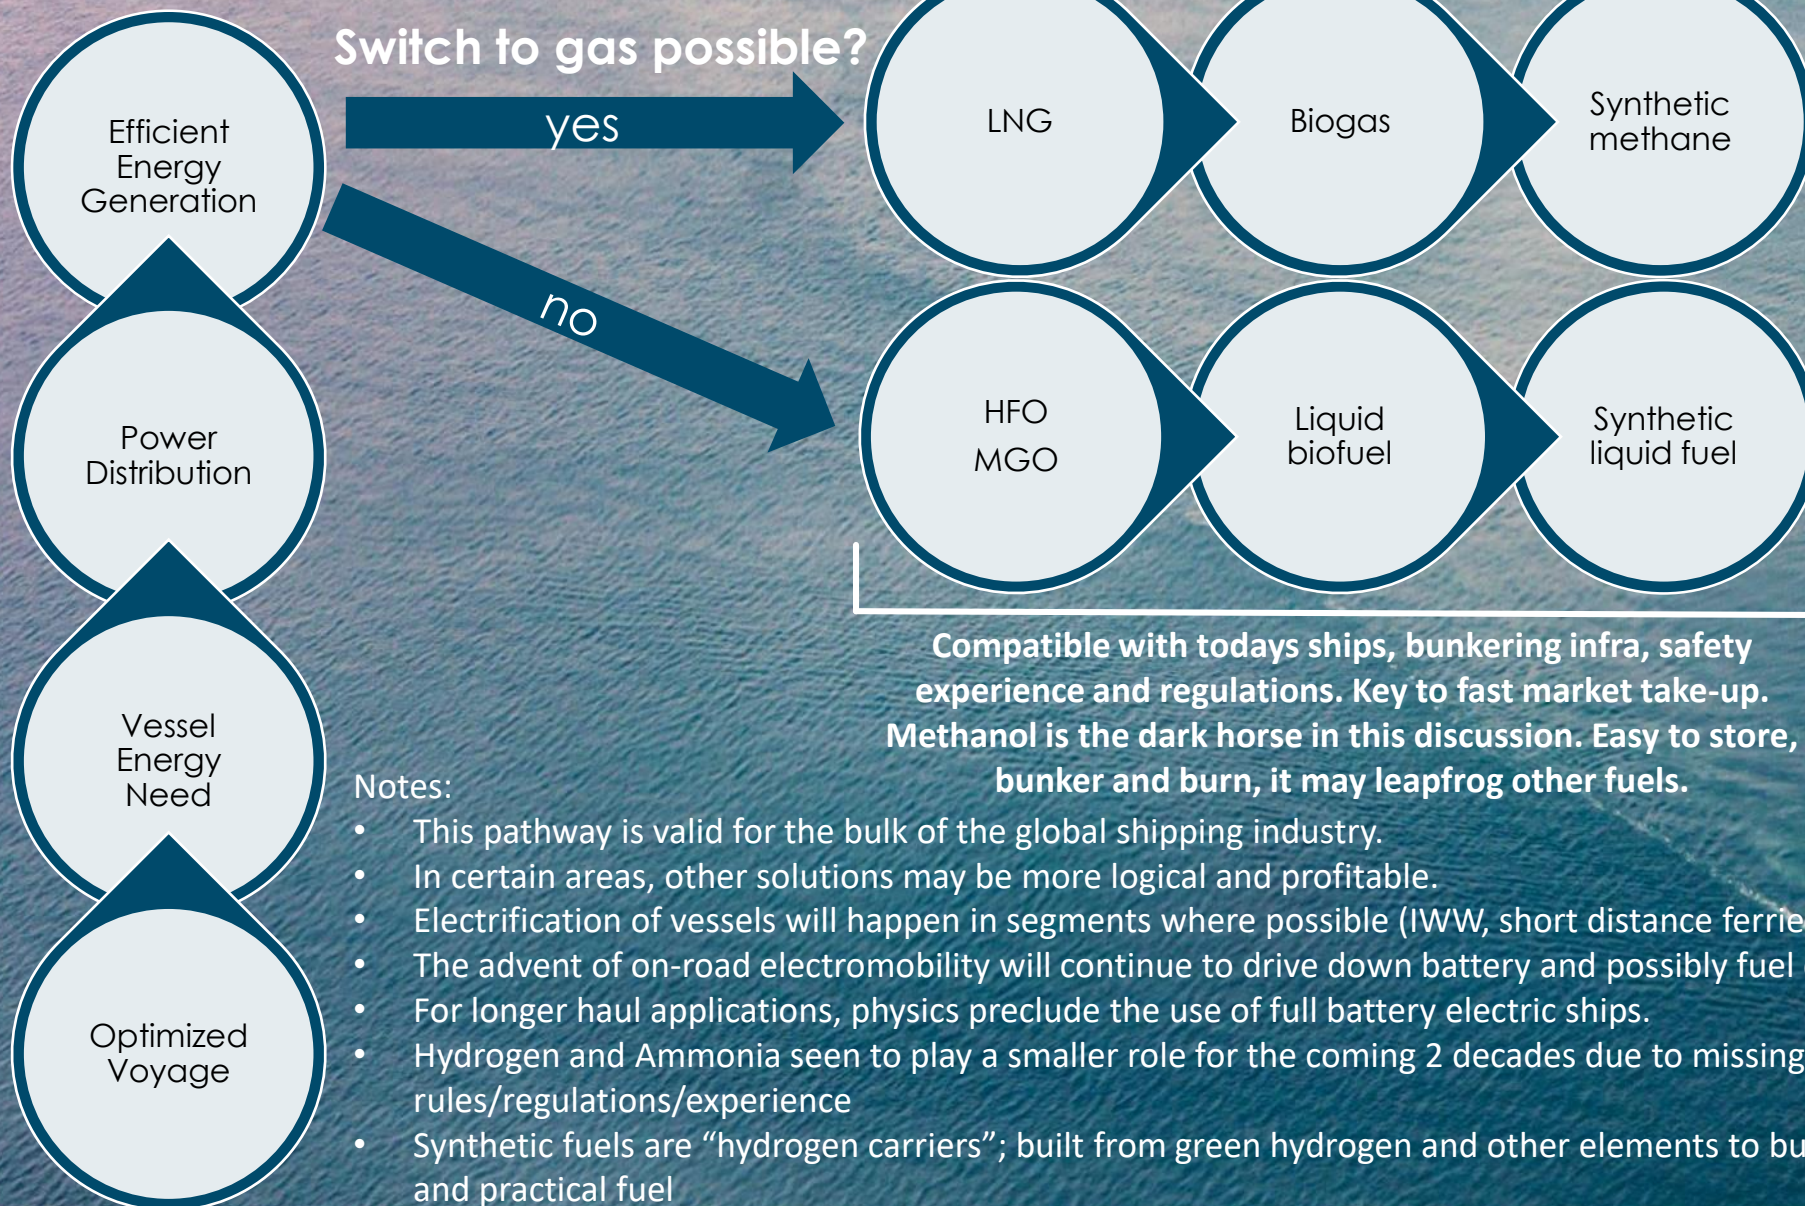 Switch to gas possible?
yes
no
Efficient
Energy
Generation
Power
Distribution
Vessel
Energy
Need
Optimized
Voyage
LNG
Biogas
Synthetic
methane
HFO
MGO
Liquid
biofuel
Synthetic
liquid fuel
Compatible with todays ships, bunkering infra, safety
experience and regulations. Key to fast market take-up.
Methanol is the dark horse in this discussion. Easy to store,
bunker and burn, it may leapfrog other fuels.
Notes:
• This pathway is valid for the bulk of the global shipping industry.
• In certain areas, other solutions may be more logical and profitable.
• Electrification of vessels will happen in segments where possible (IWW, short distance ferrie
• The advent of on-road electromobility will continue to drive down battery and possibly fuel
• For longer haul applications, physics preclude the use of full battery electric ships.
• Hydrogen and Ammonia seen to play a smaller role for the coming 2 decades due to missing
rules/regulations/experience
• Synthetic fuels are “hydrogen carriers”; built from green hydrogen and other elements to bu
and practical fuel